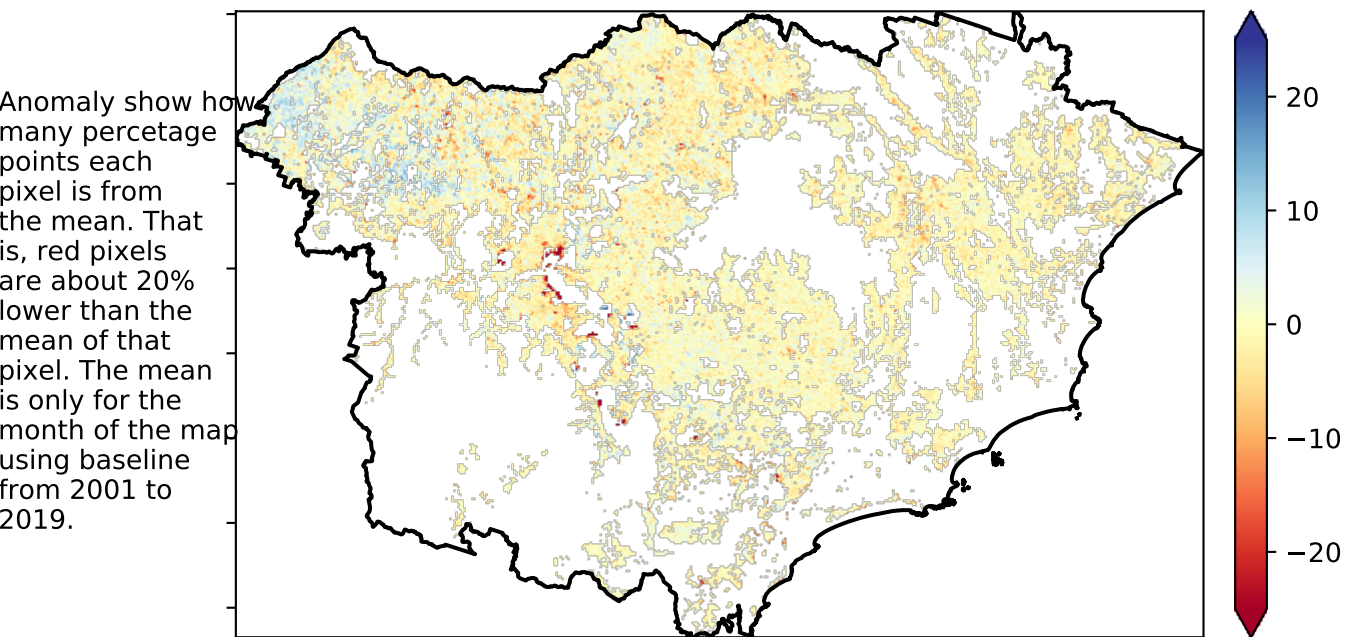 Anomaly show how
many percetage
points each
pixel is from
the mean. That
is, red pixels
are about 20%
lower than the
mean of that
pixel. The mean
is only for the
month of the map
using baseline
from 2001 to
2019.
20
10
0
−10
−20